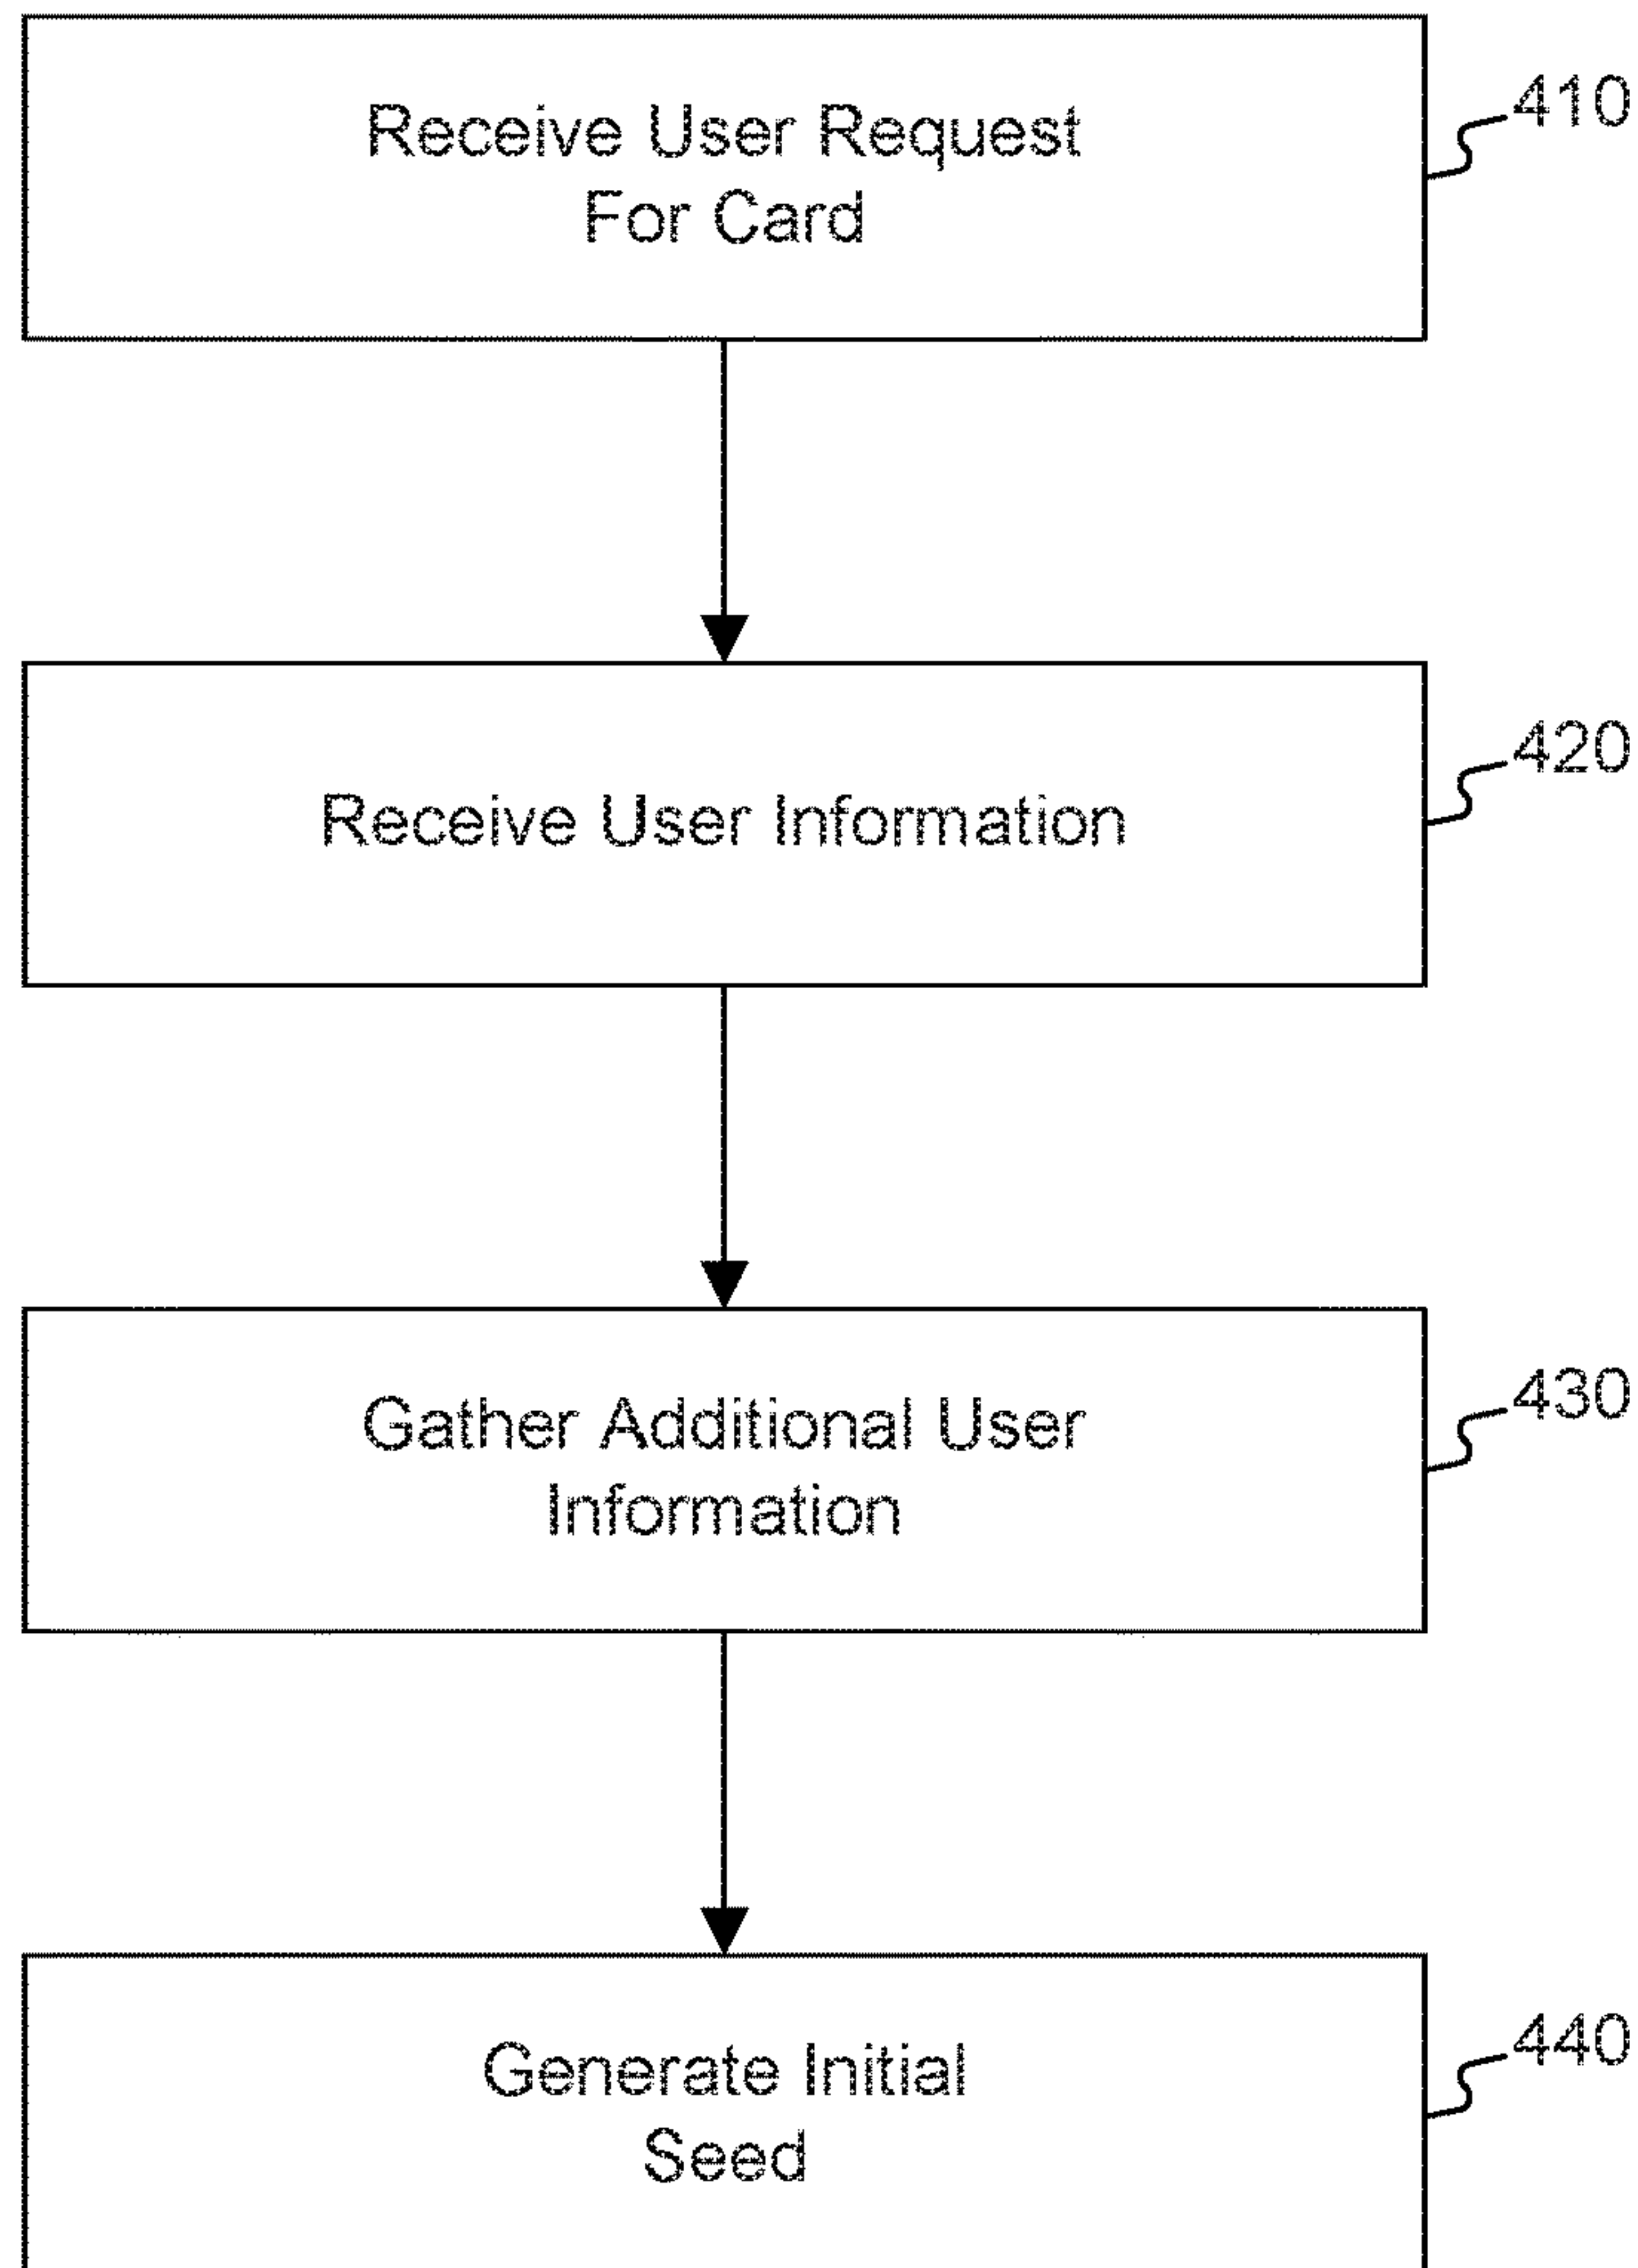 Receive User Request
For Card
410
Receive User Information
420
Gather Additional User
Information
430
Generate Initial
Seed
440